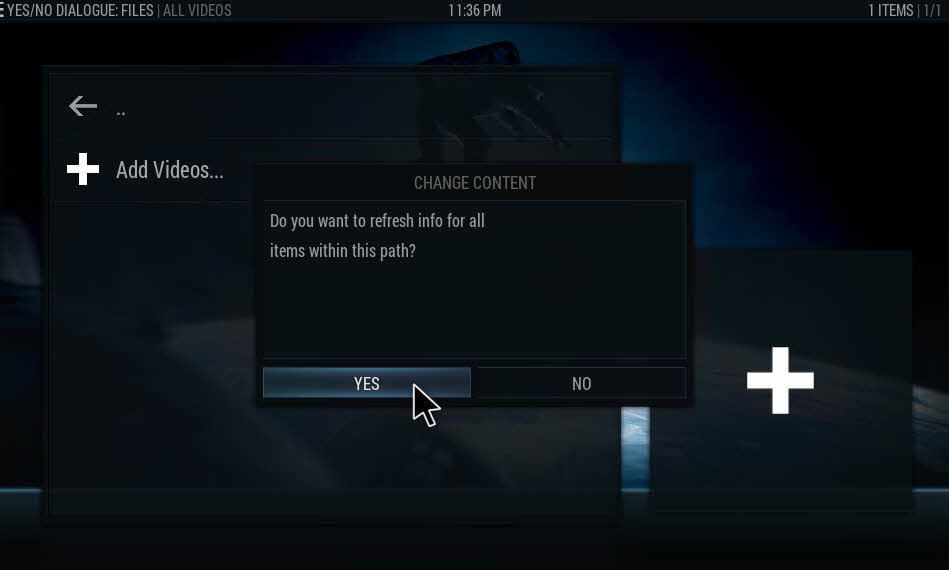 YES/NO DIALOGUE: FILES | ALL VIDEOS
11:36 PM
1 ITEMS | 1/1
..
Add Videos...
CHANGE CONTENT
Do you want to refresh info for all
items within this path?
YES
NO